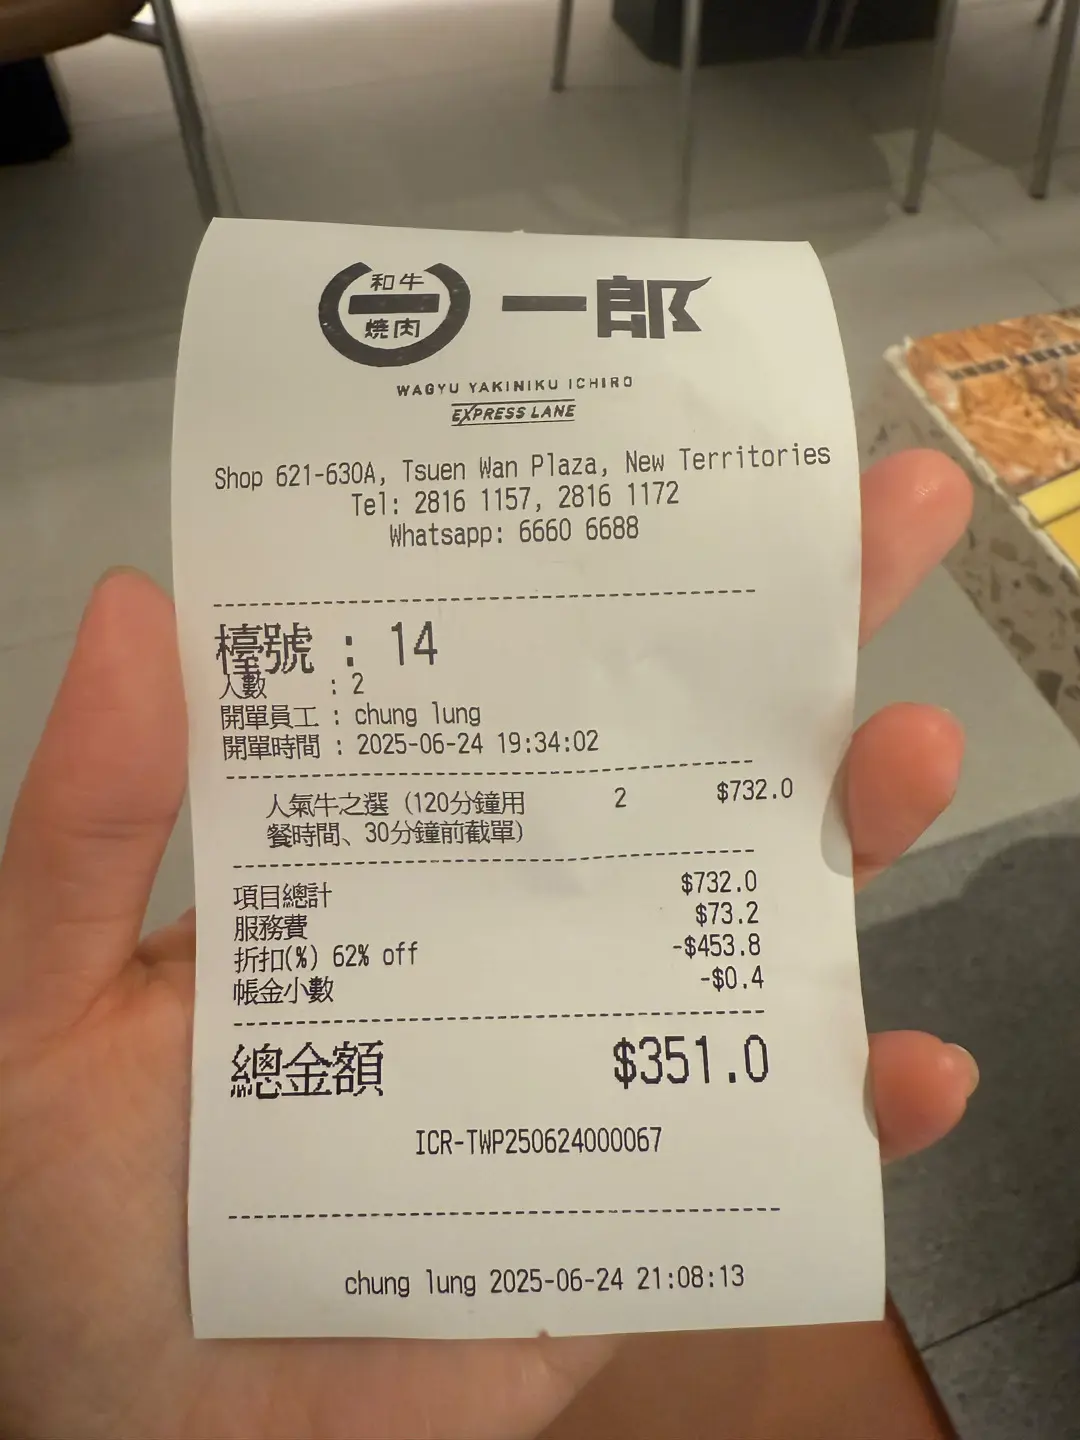 和牛
一
燒肉
一郎
WAGYU YAKINIKU ICHIRO
EXPRESS LANE
Shop 621-630A, Tsuen Wan Plaza, New Territories
Tel: 2816 1157, 2816 1172
Whatsapp: 6660 6688
檯號 : 14
人數 : 2
開單員工 : chung lung
開單時間 : 2025-06-24 19:34:02
人氣牛之選 (120分鐘用 2 $732.0
餐時間、30分鐘前截單)
項目總計 $732.0
服務費 $73.2
折扣(%) 62% off -$453.8
帳金小數 -$0.4
總金額 $351.0
ICR-TWP250624000067
chung lung 2025-06-24 21:08:13